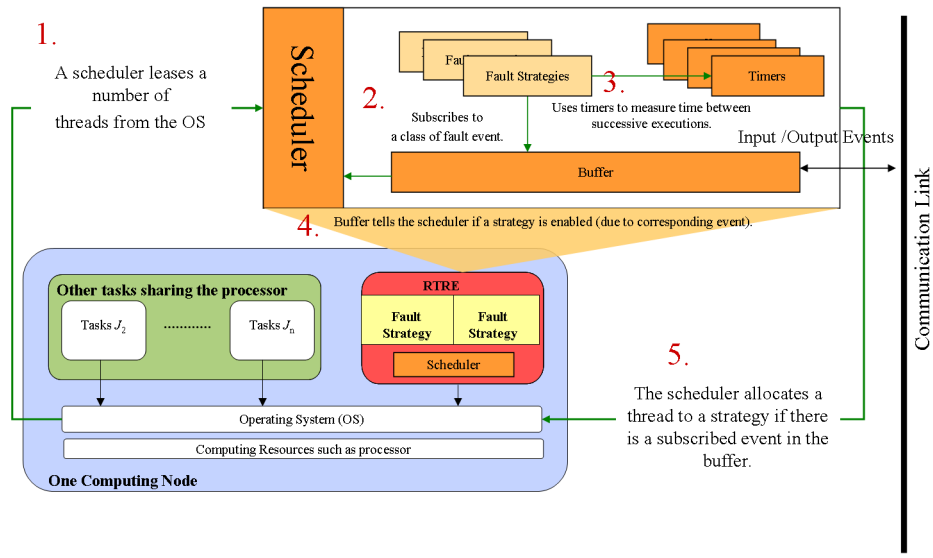 1.
A scheduler leases a
number of
threads from the OS
Scheduler
2.
Fault Strategies
3.
Timers
Subscribes to
a class of fault event.
Uses timers to measure time between
successive executions.
Input /Output Events
Buffer
4.
Buffer tells the scheduler if a strategy is enabled (due to corresponding event).
Communication Link
Other tasks sharing the processor
Tasks J2
............
Tasks Jn
RTRE
Fault
Strategy
Fault
Strategy
Scheduler
5.
The scheduler allocates a
thread to a strategy if there
is a subscribed event in the
buffer.
Operating System (OS)
Computing Resources such as processor
One Computing Node